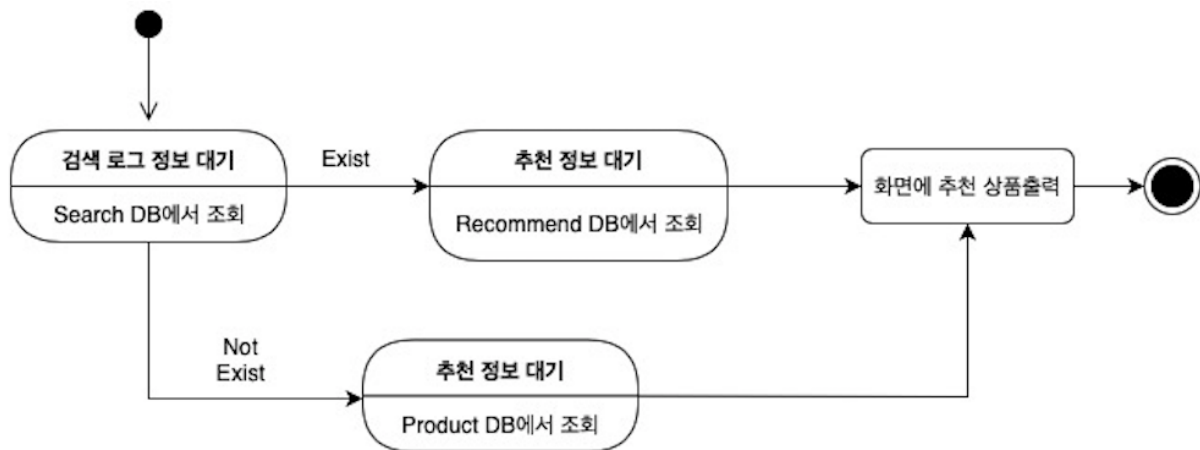 검색 로그 정보 대기
Search DB에서 조회
Exist
추천 정보 대기
Recommend DB에서 조회
화면에 추천 상품출력
Not
Exist
추천 정보 대기
Product DB에서 조회